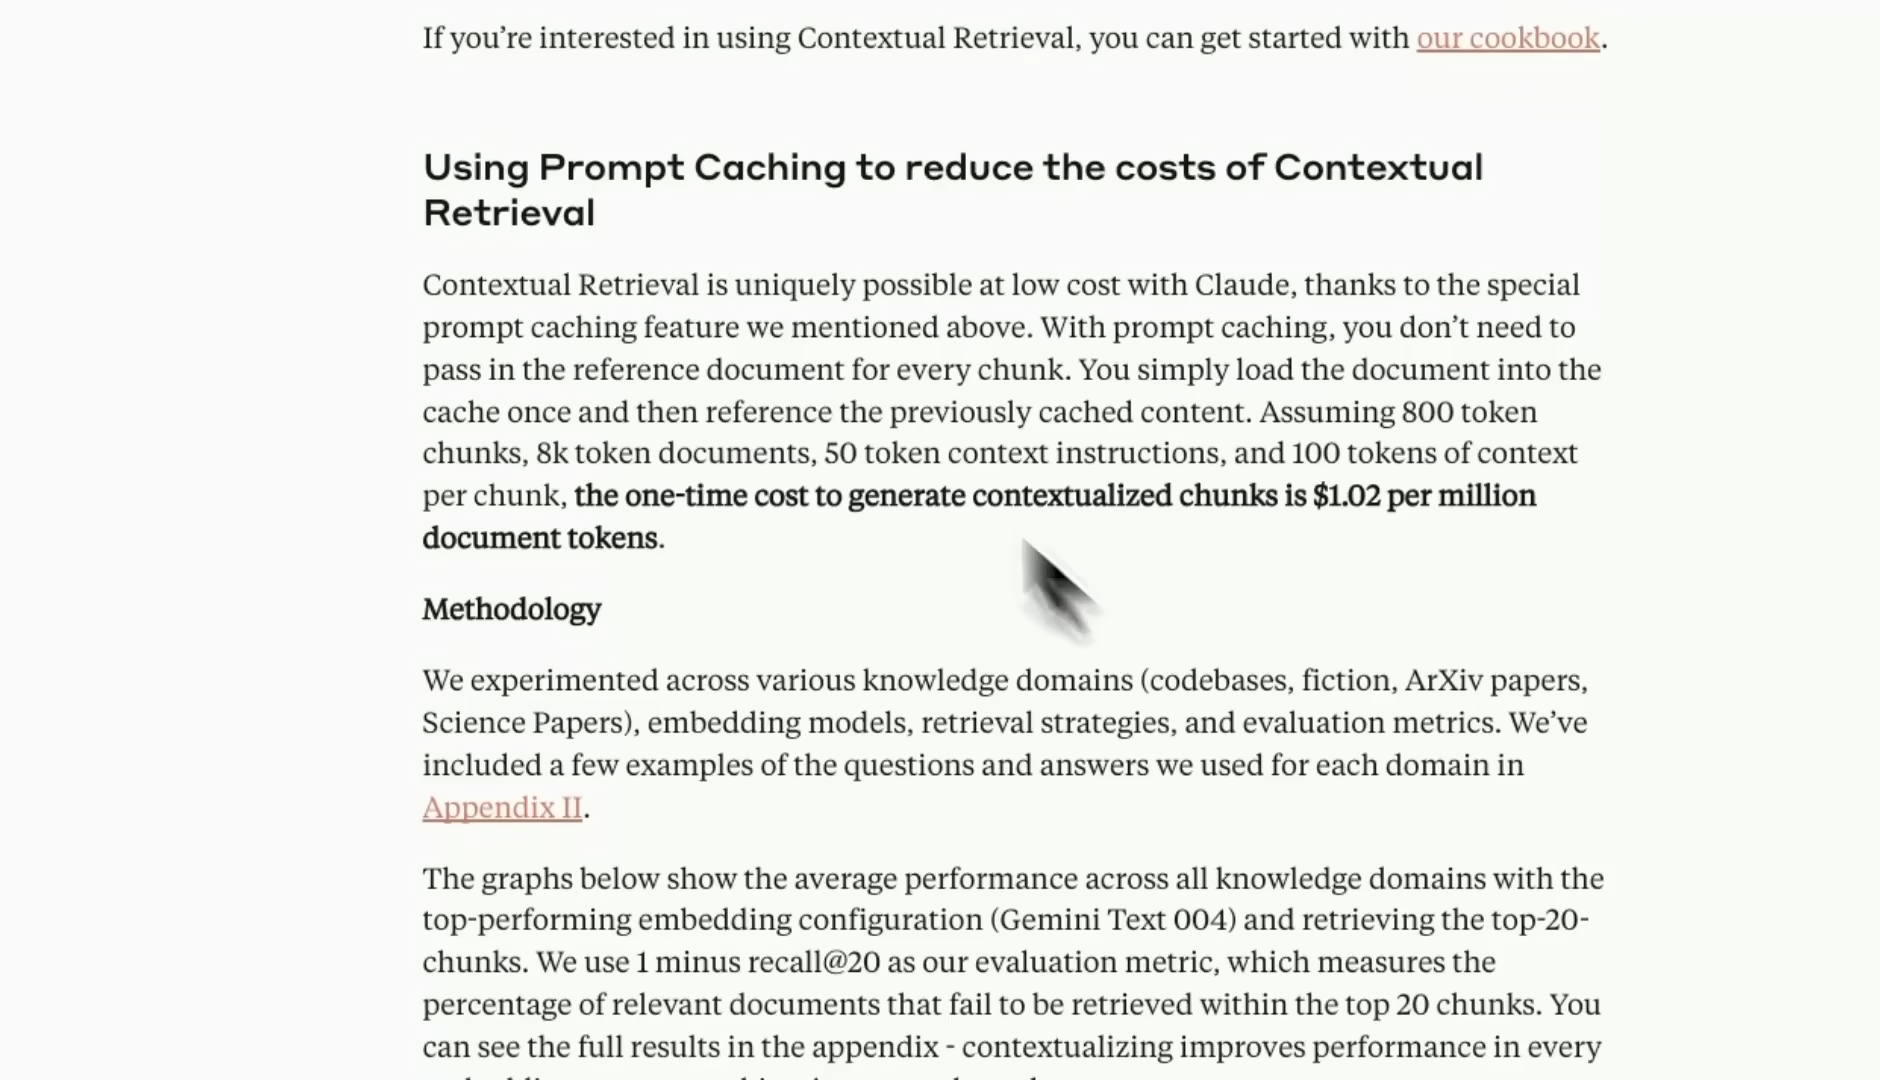 If you’re interested in using Contextual Retrieval, you can get started with our cookbook.
Using Prompt Caching to reduce the costs of Contextual
Retrieval
Contextual Retrieval is uniquely possible at low cost with Claude, thanks to the special
prompt caching feature we mentioned above. With prompt caching, you don’t need to
pass in the reference document for every chunk. You simply load the document into the
cache once and then reference the previously cached content. Assuming 800 token
chunks, 8k token documents, 50 token context instructions, and 100 tokens of context
per chunk, the one-time cost to generate contextualized chunks is $1.02 per million
document tokens.
Methodology
We experimented across various knowledge domains (codebases, fiction, ArXiv papers,
Science Papers), embedding models, retrieval strategies, and evaluation metrics. We’ve
included a few examples of the questions and answers we used for each domain in
Appendix II.
The graphs below show the average performance across all knowledge domains with the
top-performing embedding configuration (Gemini Text 004) and retrieving the top-20-
chunks. We use 1 minus recall@20 as our evaluation metric, which measures the
percentage of relevant documents that fail to be retrieved within the top 20 chunks. You
can see the full results in the appendix - contextualizing improves performance in every